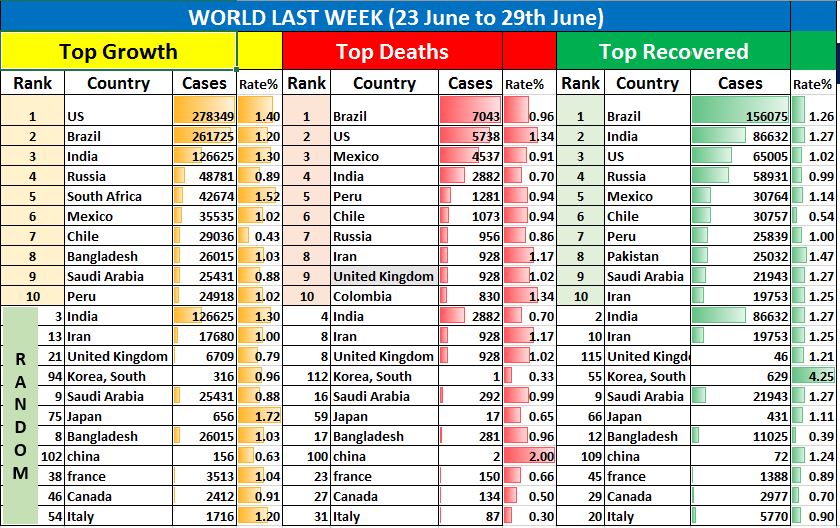 WORLD LAST WEEK (23 June to 29th June)
Top Growth Top Deaths Top Recovered
Rank Country Cases Rate% Rank Country Cases Rate% Rank Country Cases Rate%
1 US 278349 1.40 1 Brazil 7043 0.96 1 Brazil 156075 1.26
2 Brazil 261725 1.20 2 US 5738 1.34 2 India 86632 1.27
3 India 126625 1.30 3 Mexico 4537 0.91 3 US 65005 1.02
4 Russia 48781 0.89 4 India 2882 0.70 4 Russia 58931 0.99
5 South Africa 42674 1.52 5 Peru 1281 0.94 5 Mexico 30764 1.14
6 Mexico 35535 1.02 6 Chile 1073 0.94 6 Chile 30757 0.54
7 Chile 29036 0.43 7 Russia 956 0.86 7 Peru 25839 1.00
8 Bangladesh 26015 1.03 8 Iran 928 1.17 8 Pakistan 25032 1.47
9 Saudi Arabia 25431 0.88 9 United Kingdom 928 1.02 9 Saudi Arabia 21943 1.27
10 Peru 24918 1.02 10 Colombia 830 1.34 10 Iran 19753 1.25
3 India 126625 1.30 4 India 2882 0.70 2 India 86632 1.27
13 Iran 17680 1.00 8 Iran 928 1.17 10 Iran 19753 1.25
21 United Kingdom 6709 0.79 8 United Kingdom 928 1.02 115 United Kingd 46 1.21
94 Korea, South 316 0.96 112 Korea, South 1 0.33 55 Korea, South 629 4.25
9 Saudi Arabia 25431 0.88 16 Saudi Arabia 292 0.99 9 Saudi Arabia 21943 1.27
75 Japan 656 1.72 59 Japan 17 0.65 66 Japan 431 1.11
8 Bangladesh 26015 1.03 17 Bangladesh 281 0.96 12 Bangladesh 11025 0.39
102 china 156 0.63 100 china 2 2.00 109 china 72 1.24
38 france 3513 1.04 23 france 150 0.66 45 france 1388 0.89
46 Canada 2412 0.91 27 Canada 134 0.50 29 Canada 2977 0.70
54 Italy 1716 1.20 31 Italy 87 0.30 20 Italy 5770 0.90
R
A
N
D
O
M